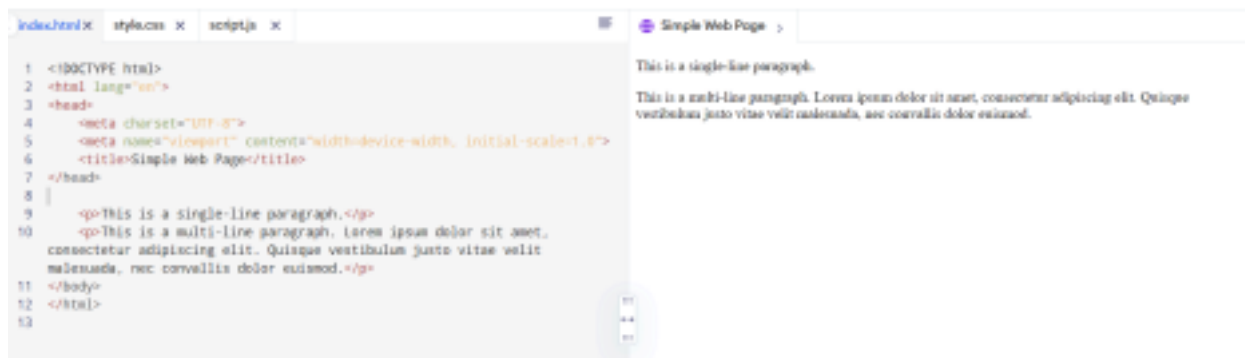 index.html × style.css × script.js ×
1 <!DOCTYPE html>
2 <html lang="en">
3 <head>
4 <meta charset="UTF-8">
5 <meta name="viewport" content="width=device-width, initial-scale=1.0">
6 <title>Simple Web Page</title>
7 </head>
8
9 <p>This is a single-line paragraph.</p>
10 <p>This is a multi-line paragraph. Lorem ipsum dolor sit amet,
consectetur adipiscing elit. Quisque vestibulum justo vitae velit
malesuada, nec convallis dolor euismod.</p>
11 </body>
12 </html>
13
Simple Web Page
This is a single-line paragraph.
This is a multi-line paragraph. Lorem ipsum dolor sit amet, consectetur adipiscing elit. Quisque
vestibulum justo vitae velit malesuada, nec convallis dolor euismod.